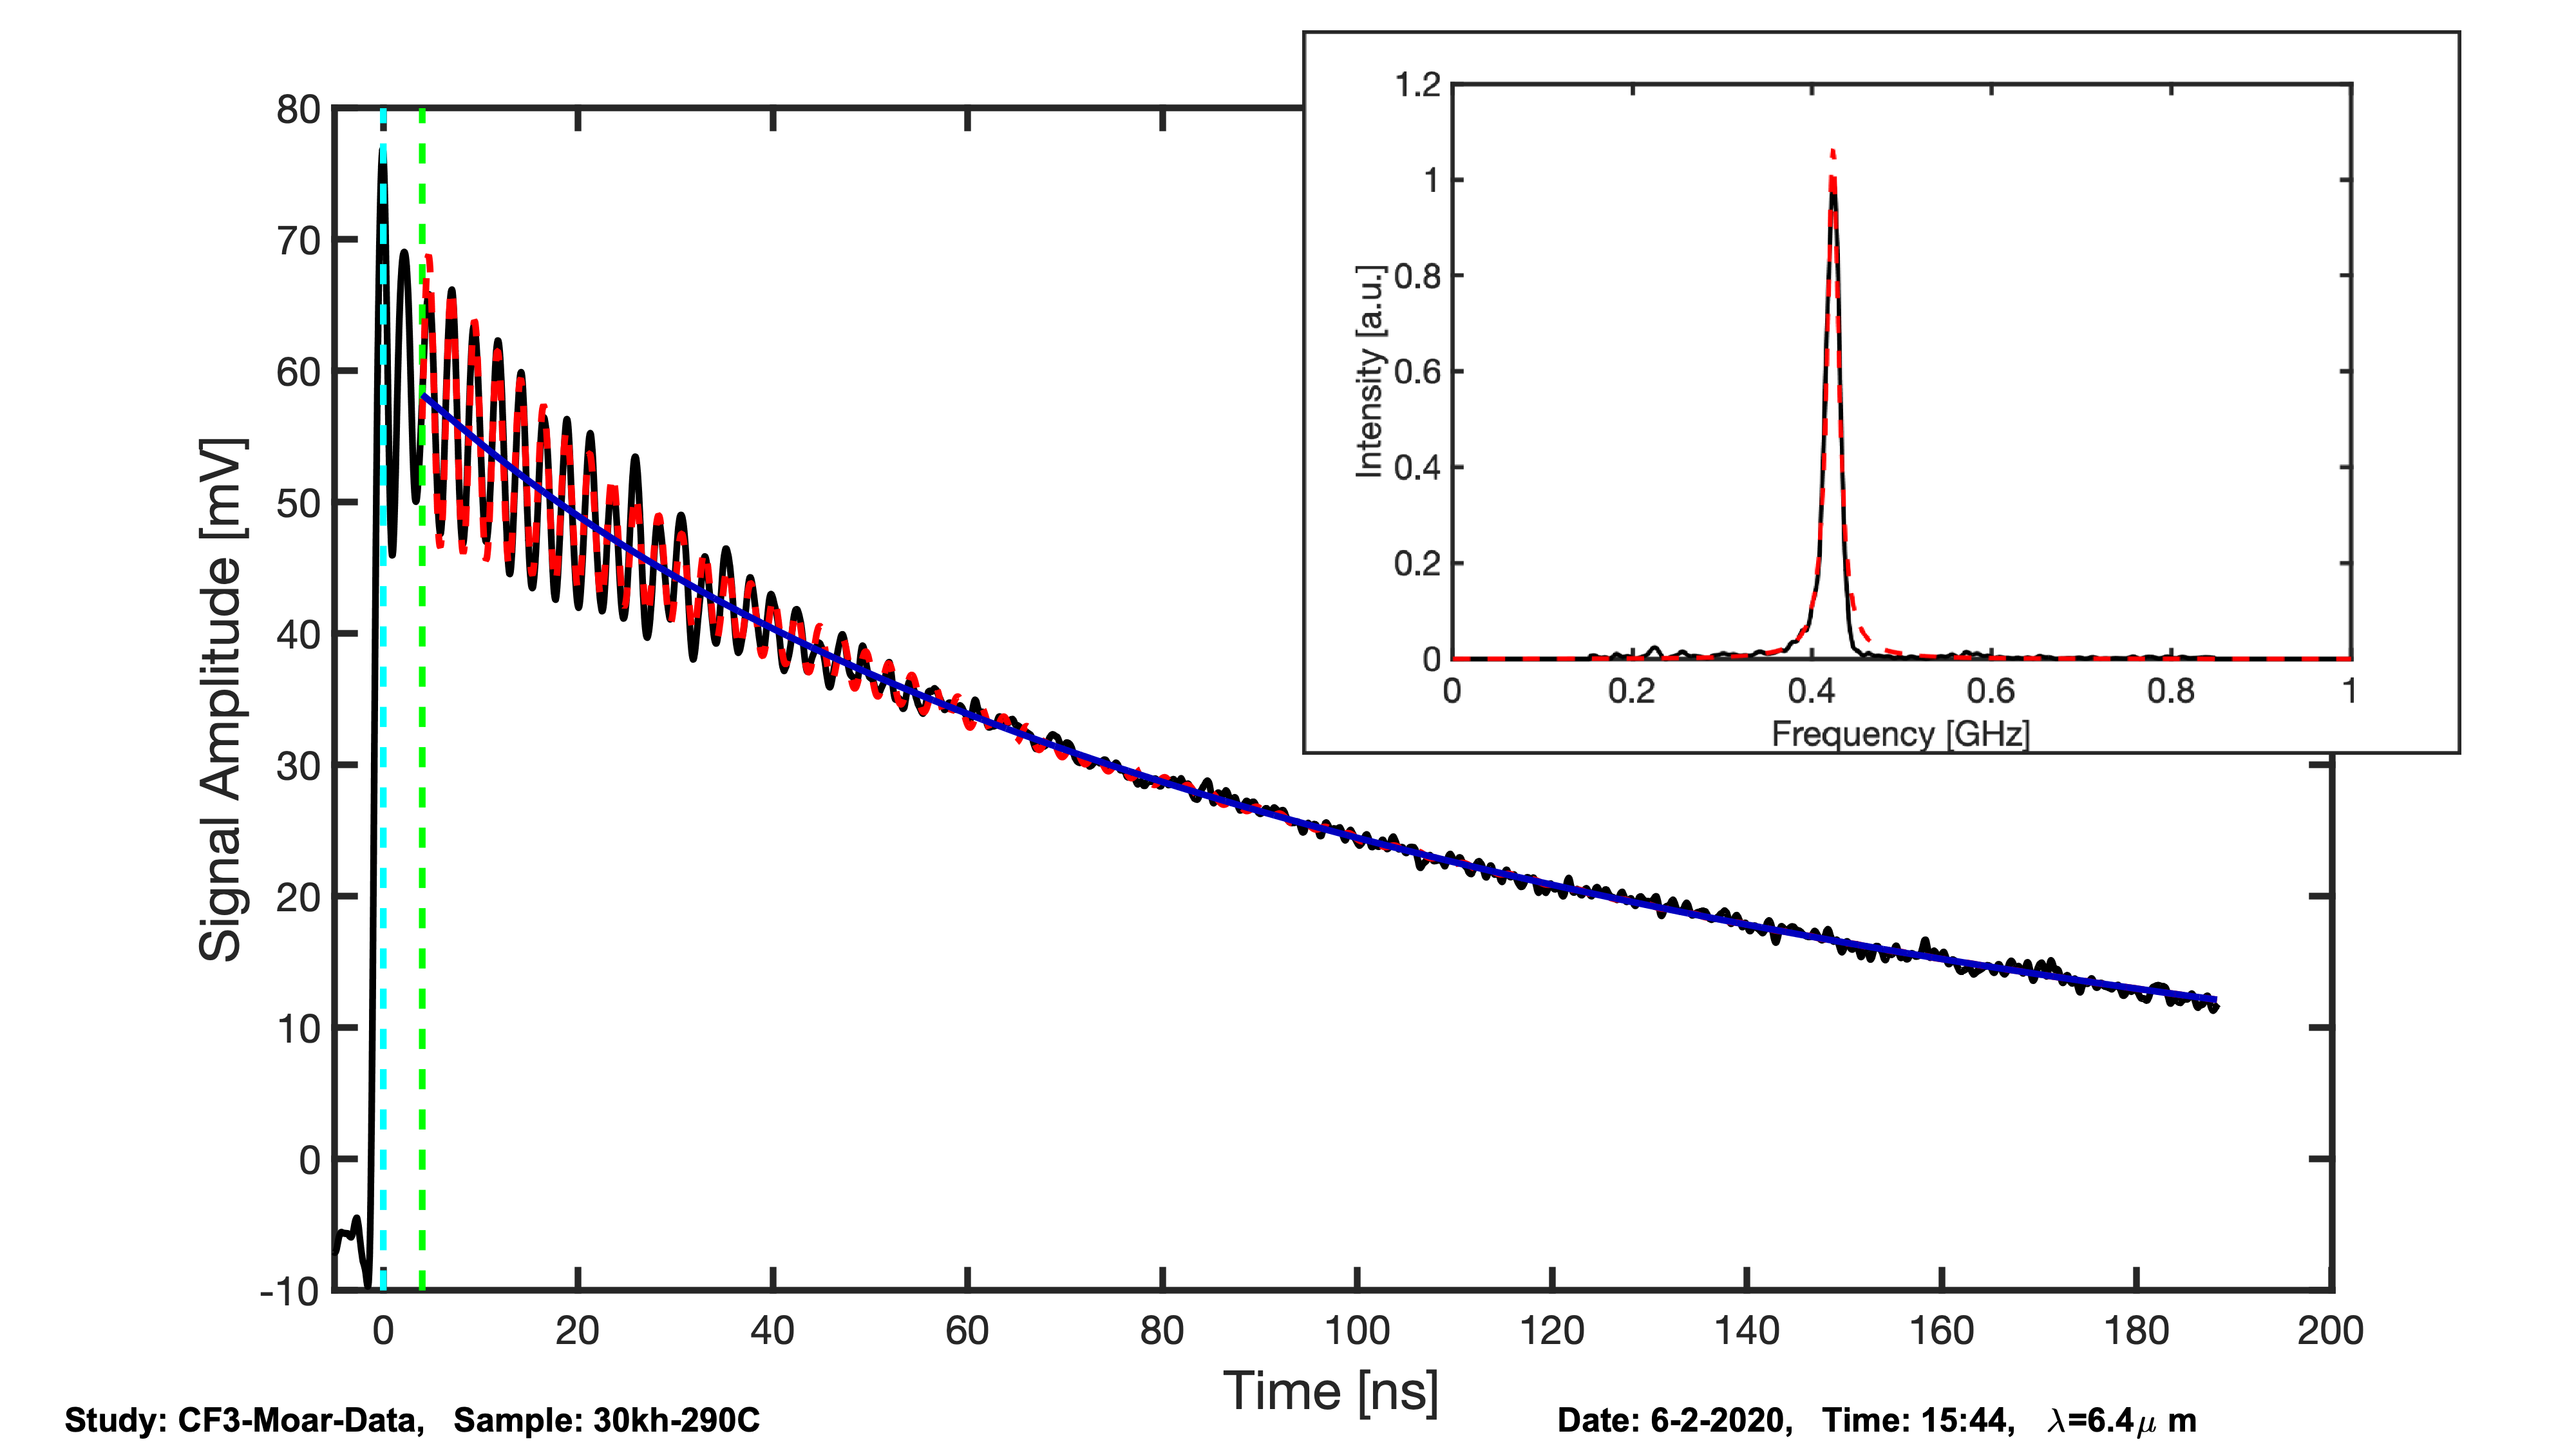 1.2
1
0.8
0.6
0.4
0.2
0
Intensity [a.u.]
0 0.2 0.4 0.6 0.8 1
Frequency [GHz]
80
70
60
50
40
30
20
10
0
-10
Signal Amplitude [mV]
0 20 40 60 80 100 120 140 160 180 200
Time [ns]
Study: CF3-Moar-Data, Sample: 30kh-290C
Date: 6-2-2020, Time: 15:44, λ=6.4μ m